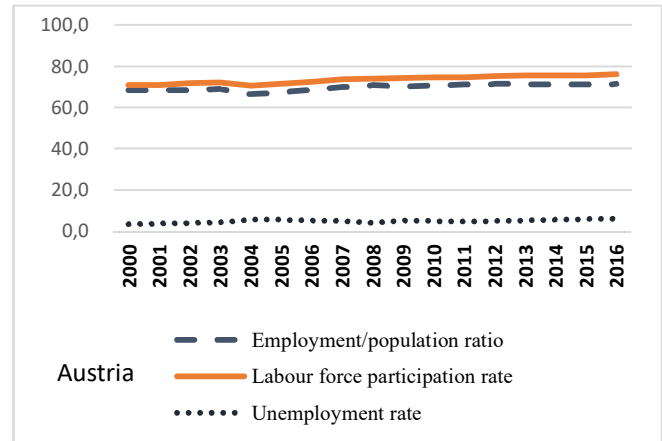 100,0
80,0
60,0
40,0
20,0
0,0
2000 2001 2002 2003 2004 2005 2006 2007 2008 2009 2010 2011 2012 2013 2014 2015 2016
Employment/population ratio
Austria
Labour force participation rate
Unemployment rate